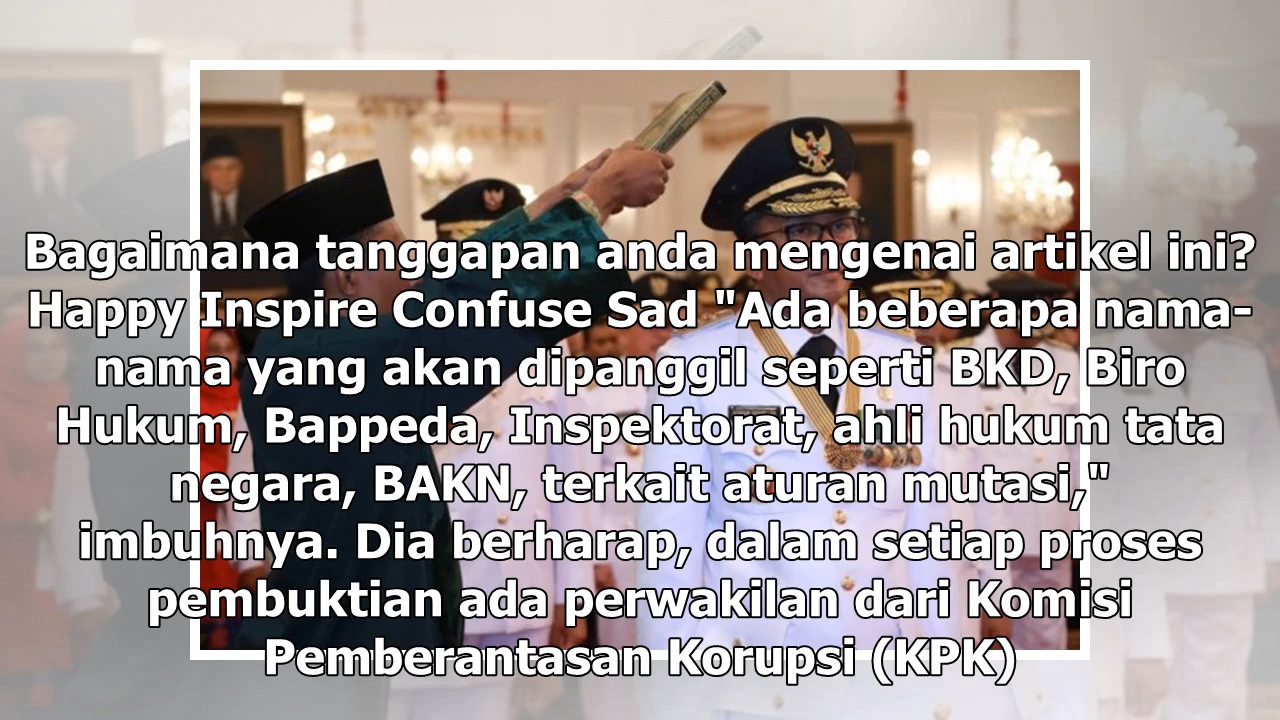 Bagaimana tanggapan anda mengenai artikel ini?
Happy Inspire Confuse Sad "Ada beberapa nama-
nama yang akan dipanggil seperti BKD, Biro
Hukum, Bappeda, Inspektorat, ahli hukum tata
negara, BAKN, terkait aturan mutasi,"
imbuhnya. Dia berharap, dalam setiap proses
pembuktian ada perwakilan dari Komisi
Pemberantasan Korupsi (KPK)